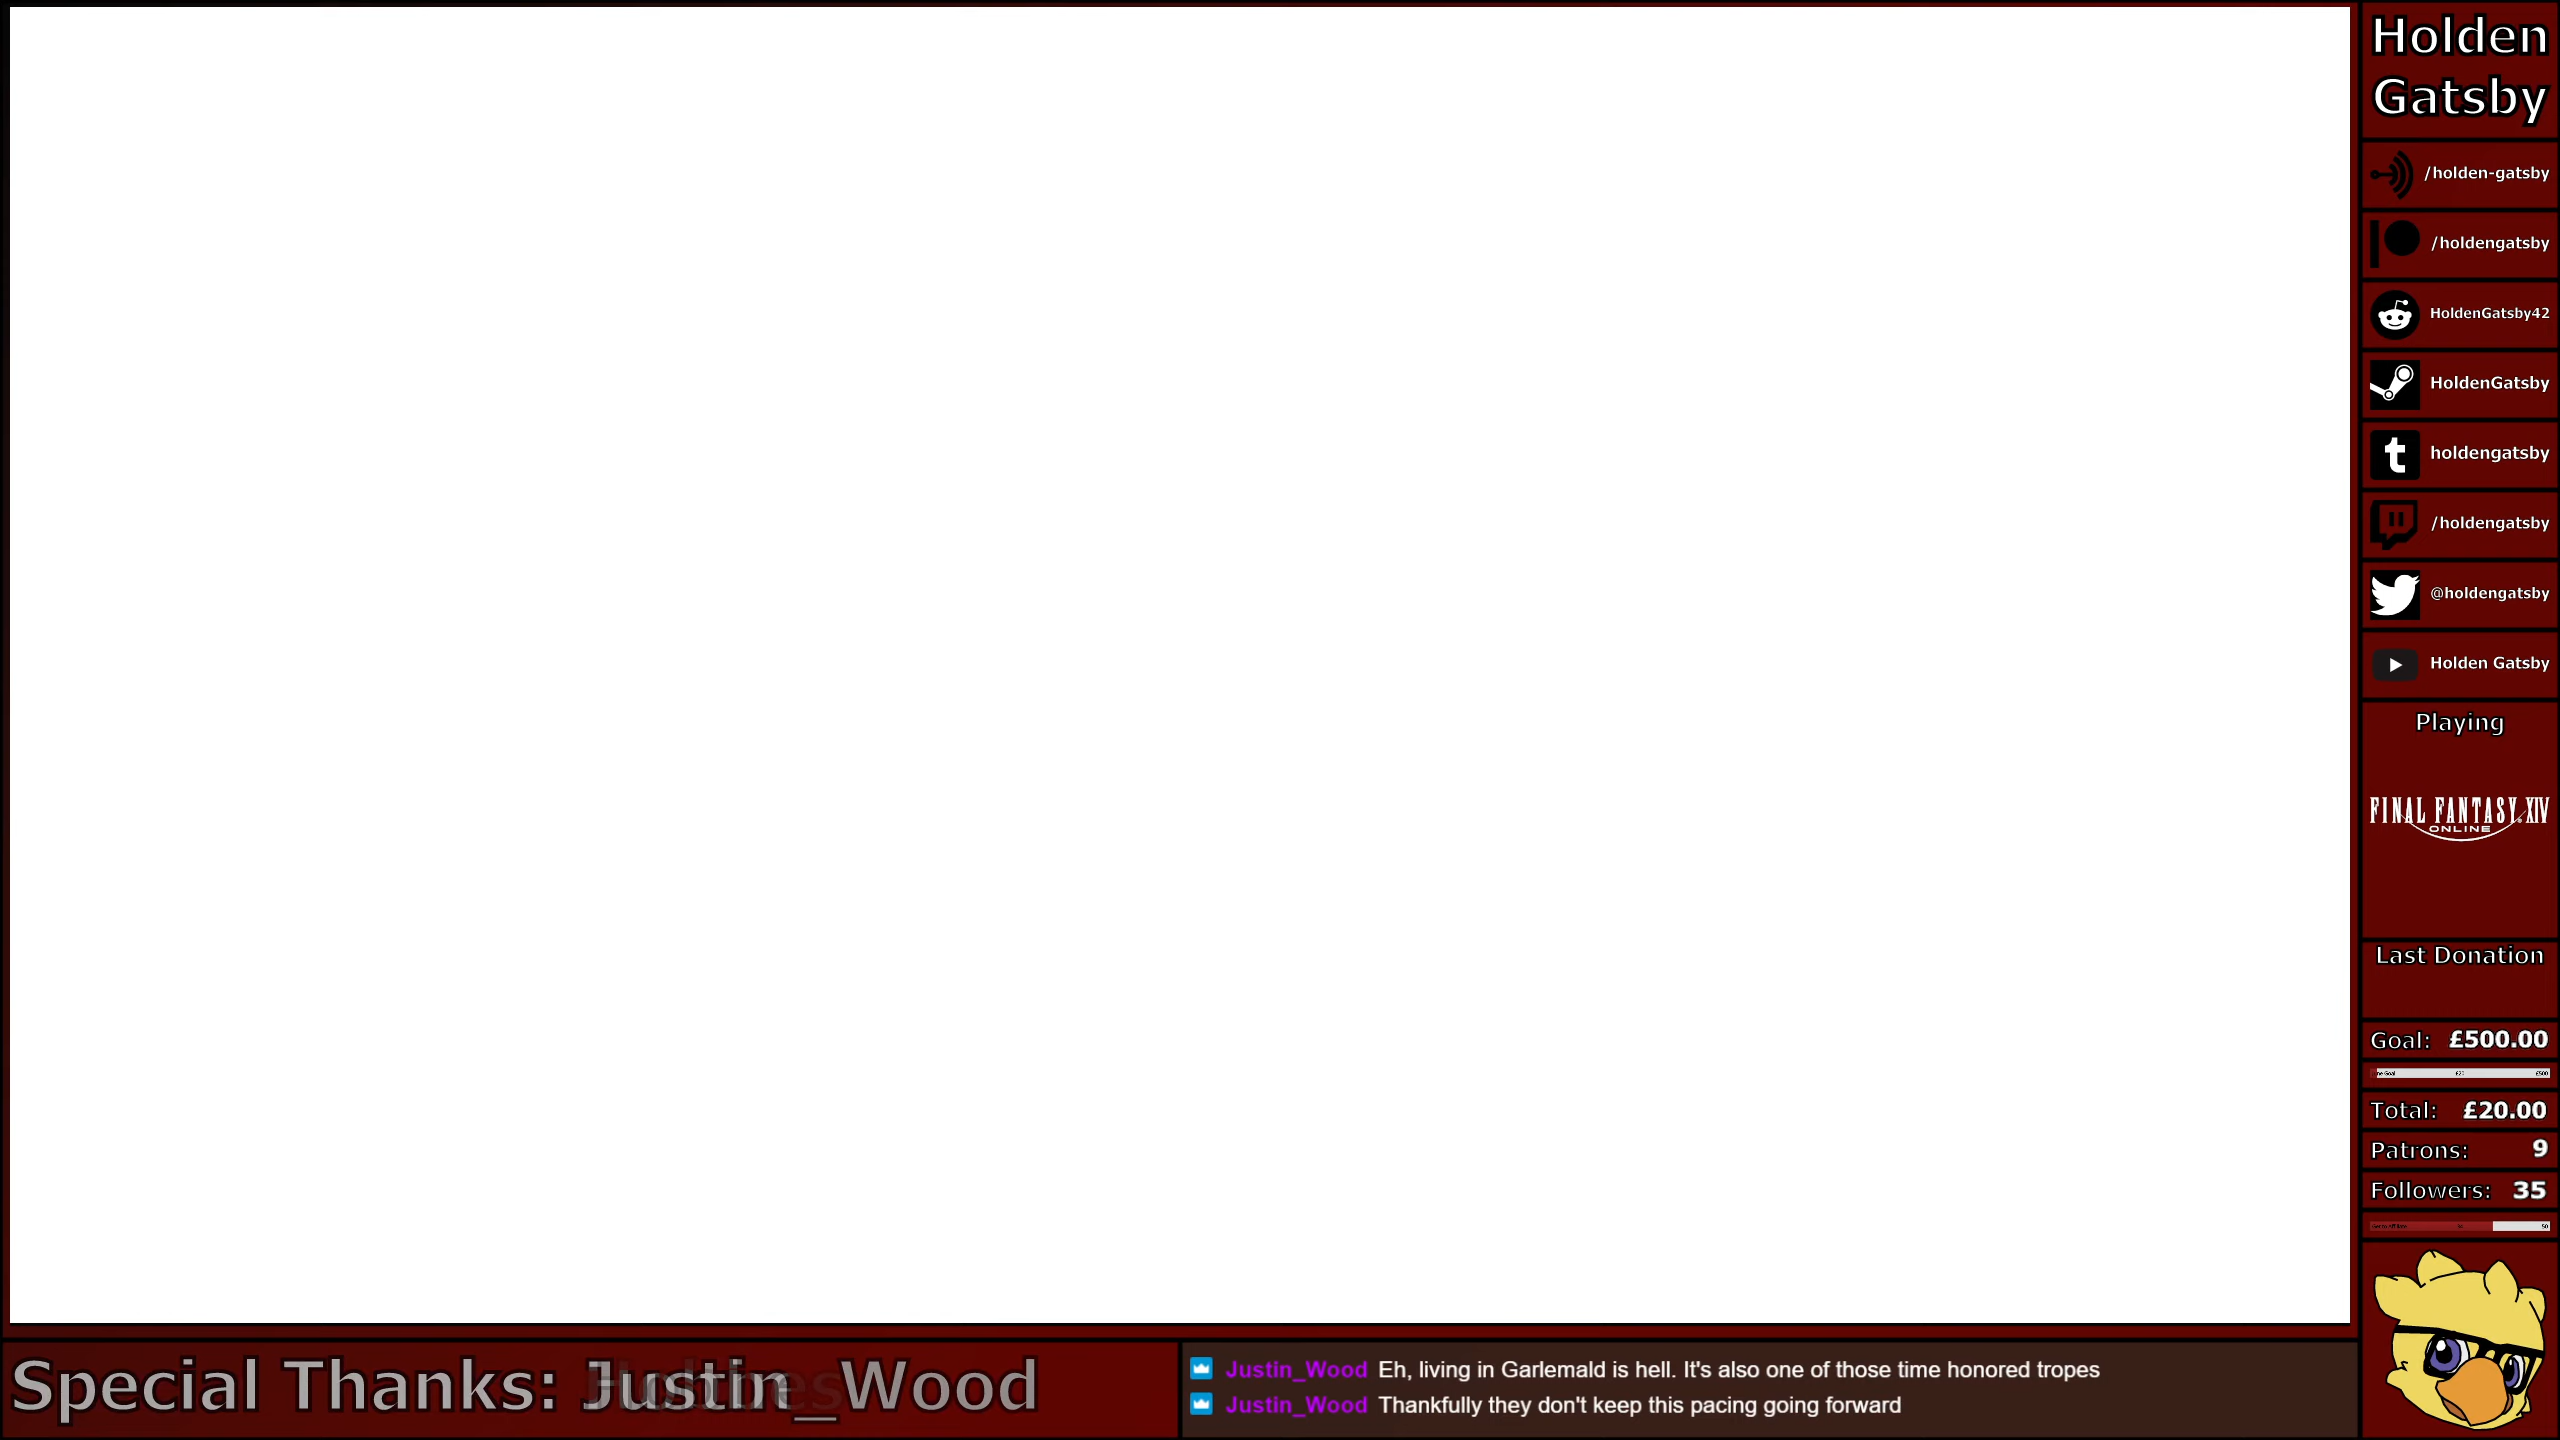 Holden
Gatsby
/holden-gatsby
/holdengatsby
HoldenGatsby42
HoldenGatsby
holdengatsby
/holdengatsby
@holdengatsby
Holden Gatsby
Playing
FINAL FANTASY XIV
ONLINE
Last Donation
Goal: £500.00
£500
Total: £20.00
Patrons: 9
Followers: 35
50
Special Thanks: Justin_Wood
Justin_Wood Eh, living in Garlemald is hell. It's also one of those time honored tropes
Justin_Wood Thankfully they don't keep this pacing going forward